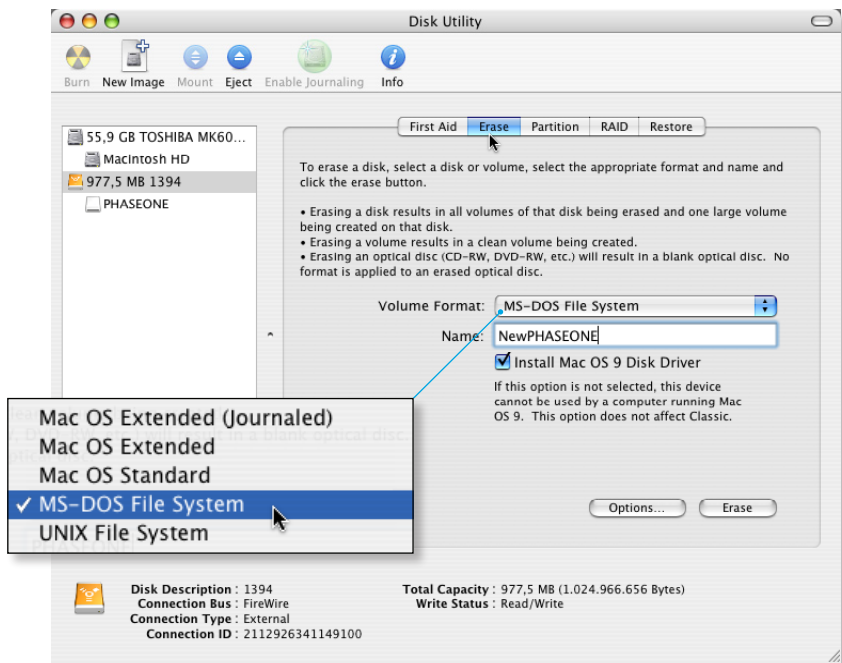 Disk Utility
Burn New Image Mount Eject Enable Journaling Info
First Aid Erase Partition RAID Restore
55,9 GB TOSHIBA MK60...
Macintosh HD
977,5 MB 1394
PHASEONE
To erase a disk, select a disk or volume, select the appropriate format and name and
click the erase button.
• Erasing a disk results in all volumes of that disk being erased and one large volume
being created on that disk.
• Erasing a volume results in a clean volume being created.
• Erasing an optical disc (CD-RW, DVD-RW, etc.) will result in a blank optical disc. No
format is applied to an erased optical disc.
Volume Format: MS-DOS File System
Name: NewPHASEONE
Install Mac OS 9 Disk Driver
If this option is not selected, this device
cannot be used by a computer running Mac
OS 9. This option does not affect Classic.
Mac OS Extended (Journaled)
Mac OS Extended
Mac OS Standard
✓ MS-DOS File System
UNIX File System
Options... Erase
Disk Description : 1394
Connection Bus : FireWire
Connection Type : External
Connection ID : 2112926341149100
Total Capacity : 977,5 MB (1.024.966.656 Bytes)
Write Status : Read/Write